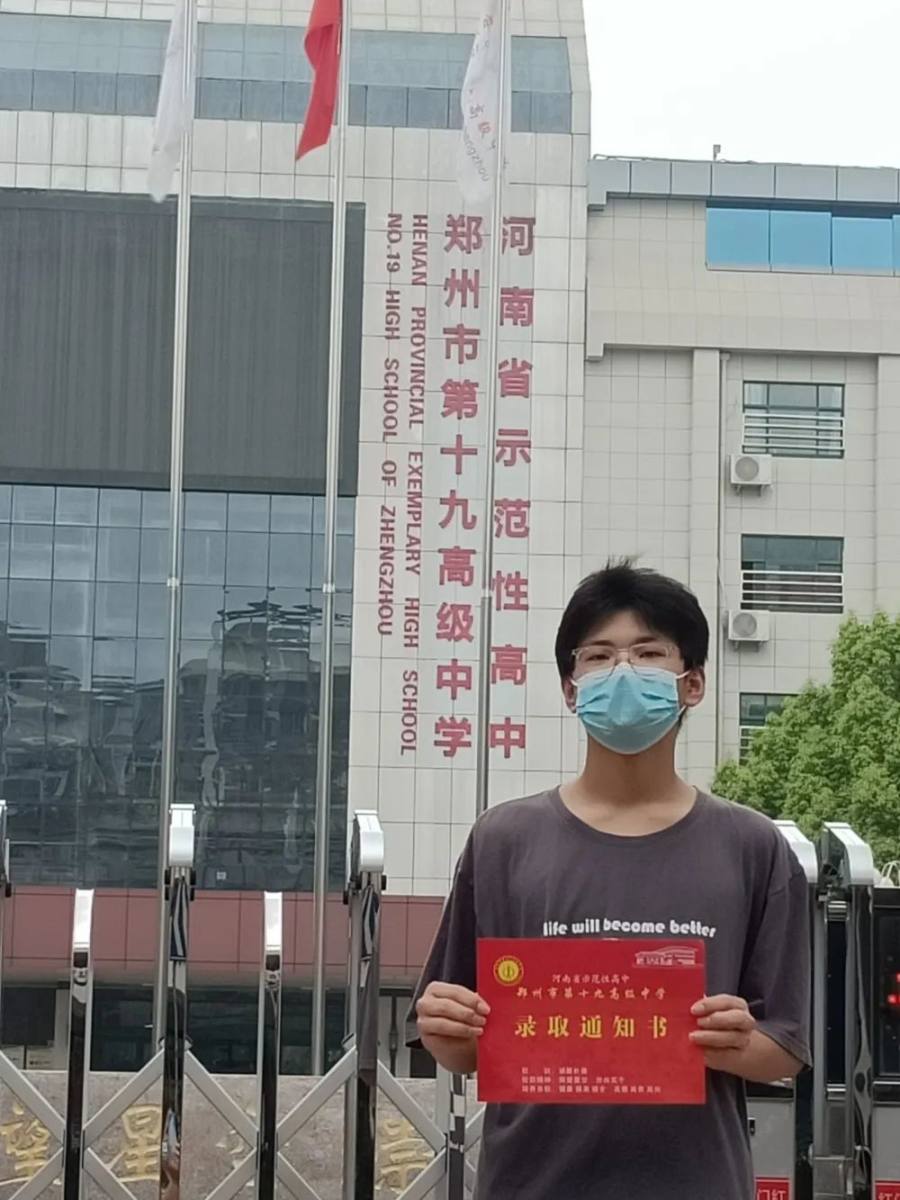 河南省示范性高中
郑州市第十九高级中学
HENAN PROVINCIAL EXEMPLARY HIGH SCHOOL
NO.19 HIGH SCHOOL OF ZHENGZHOU
life will become better
河南省示范性高中
郑州市第十九高级中学
录取通知书
望星